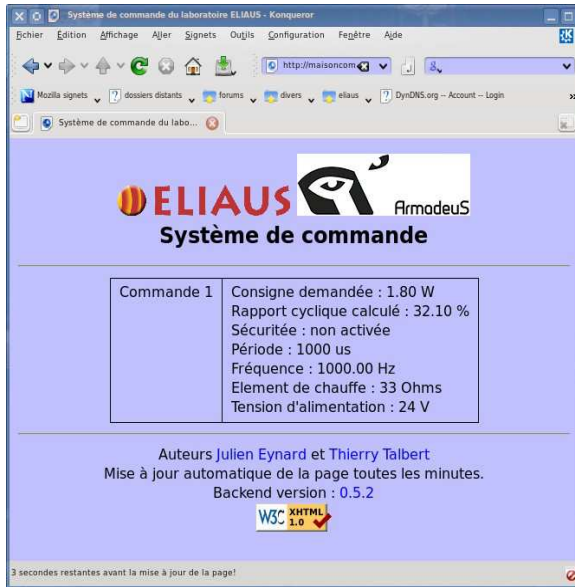 Système de commande du laboratoire ELIAUS - Konqueror
Fichier Édition Affichage Aller Signets Outils Configuration Fenêtre Aide
http://maisoncom
Mozilla signets dossiers distants forums divers eliaus DynDNS.org -- Account -- Login
Système de commande du labo...
ELIAUS
ArmadeuS
Système de commande
Commande 1
Consigne demandée : 1.80 W
Rapport cyclique calculé : 32.10 %
Sécuritée : non activée
Période : 1000 us
Fréquence : 1000.00 Hz
Element de chauffe : 33 Ohms
Tension d'alimentation : 24 V
Auteurs Julien Eynard et Thierry Talbert
Mise à jour automatique de la page toutes les minutes.
Backend version : 0.5.2
W3C XHTML 1.0
3 secondes restantes avant la mise à jour de la page!